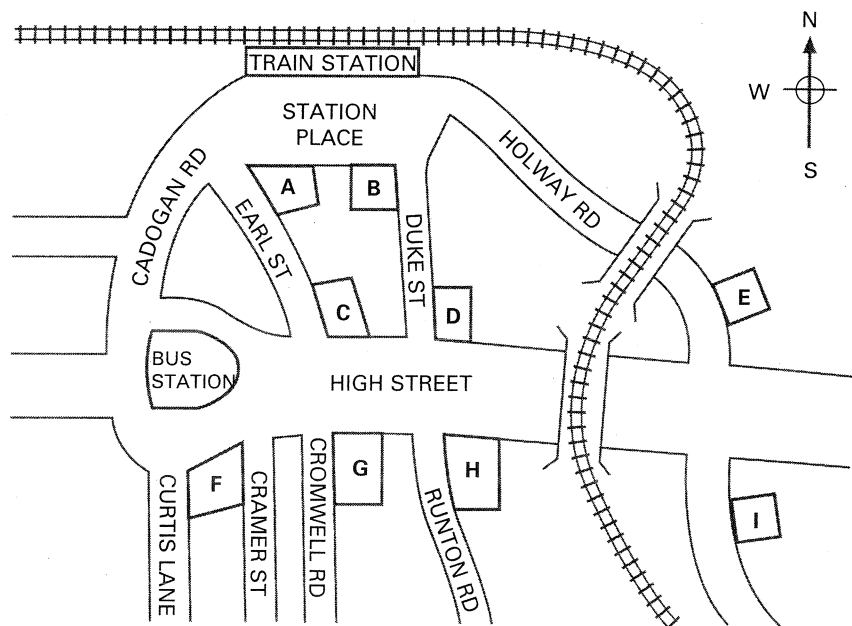 N
TRAIN STATION
STATION
PLACE
W
S
HOLWAY RD
CADOGAN RD
A
B
EARL ST
DUKE ST
C
D
E
BUS
STATION
HIGH STREET
F
G
H
CURTIS LANE
CRAMER ST
CROMWELL RD
RUNTON RD
I